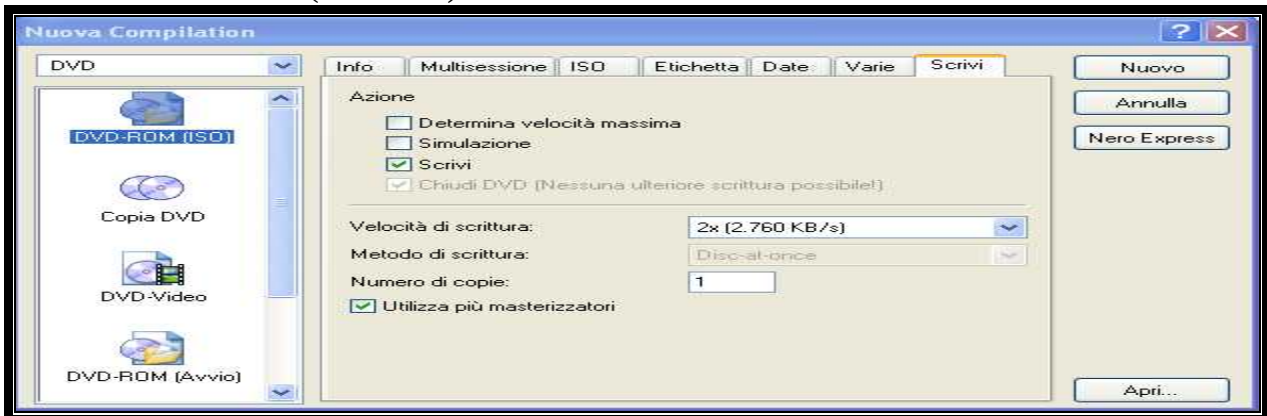 Nuova Compilation
DVD
DVD-ROM (ISO)
Copia DVD
DVD-Video
DVD-ROM (Avvio)
Info Multisessione ISO Etichetta Date Varie Scrivi
Azione
Determina velocità massima
Simulazione
Scrivi
Chiudi DVD (Nessuna ulteriore scrittura possibile!)
Velocità di scrittura: 2x (2.760 KB/s)
Metodo di scrittura: Disc-at-once
Numero di copie: 1
Utilizza più masterizzatori
Nuovo
Annulla
Nero Express
Apri...